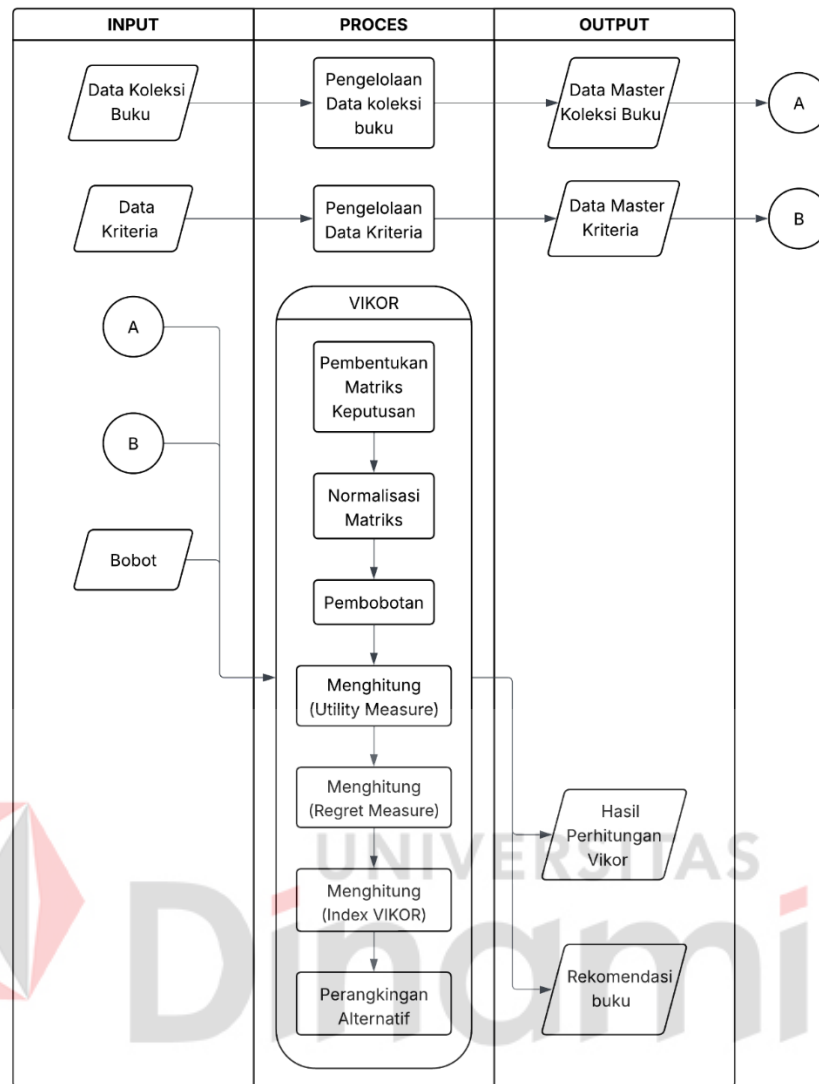 INPUT
PROCES
OUTPUT
Data Koleksi
Buku
Pengelolaan
Data koleksi
buku
Data Master
Koleksi Buku
A
Data
Kriteria
Pengelolaan
Data Kriteria
Data Master
Kriteria
B
A
B
Bobot
VIKOR
Pembentukan
Matriks
Keputusan
Normalisasi
Matriks
Pembobotan
Menghitung
(Utility Measure)
Menghitung
(Regret Measure)
Menghitung
(Index VIKOR)
Perangkingan
Alternatif
Hasil
Perhitungan
Vikor
Rekomendasi
buku
UNIVERSITAS
Dinami